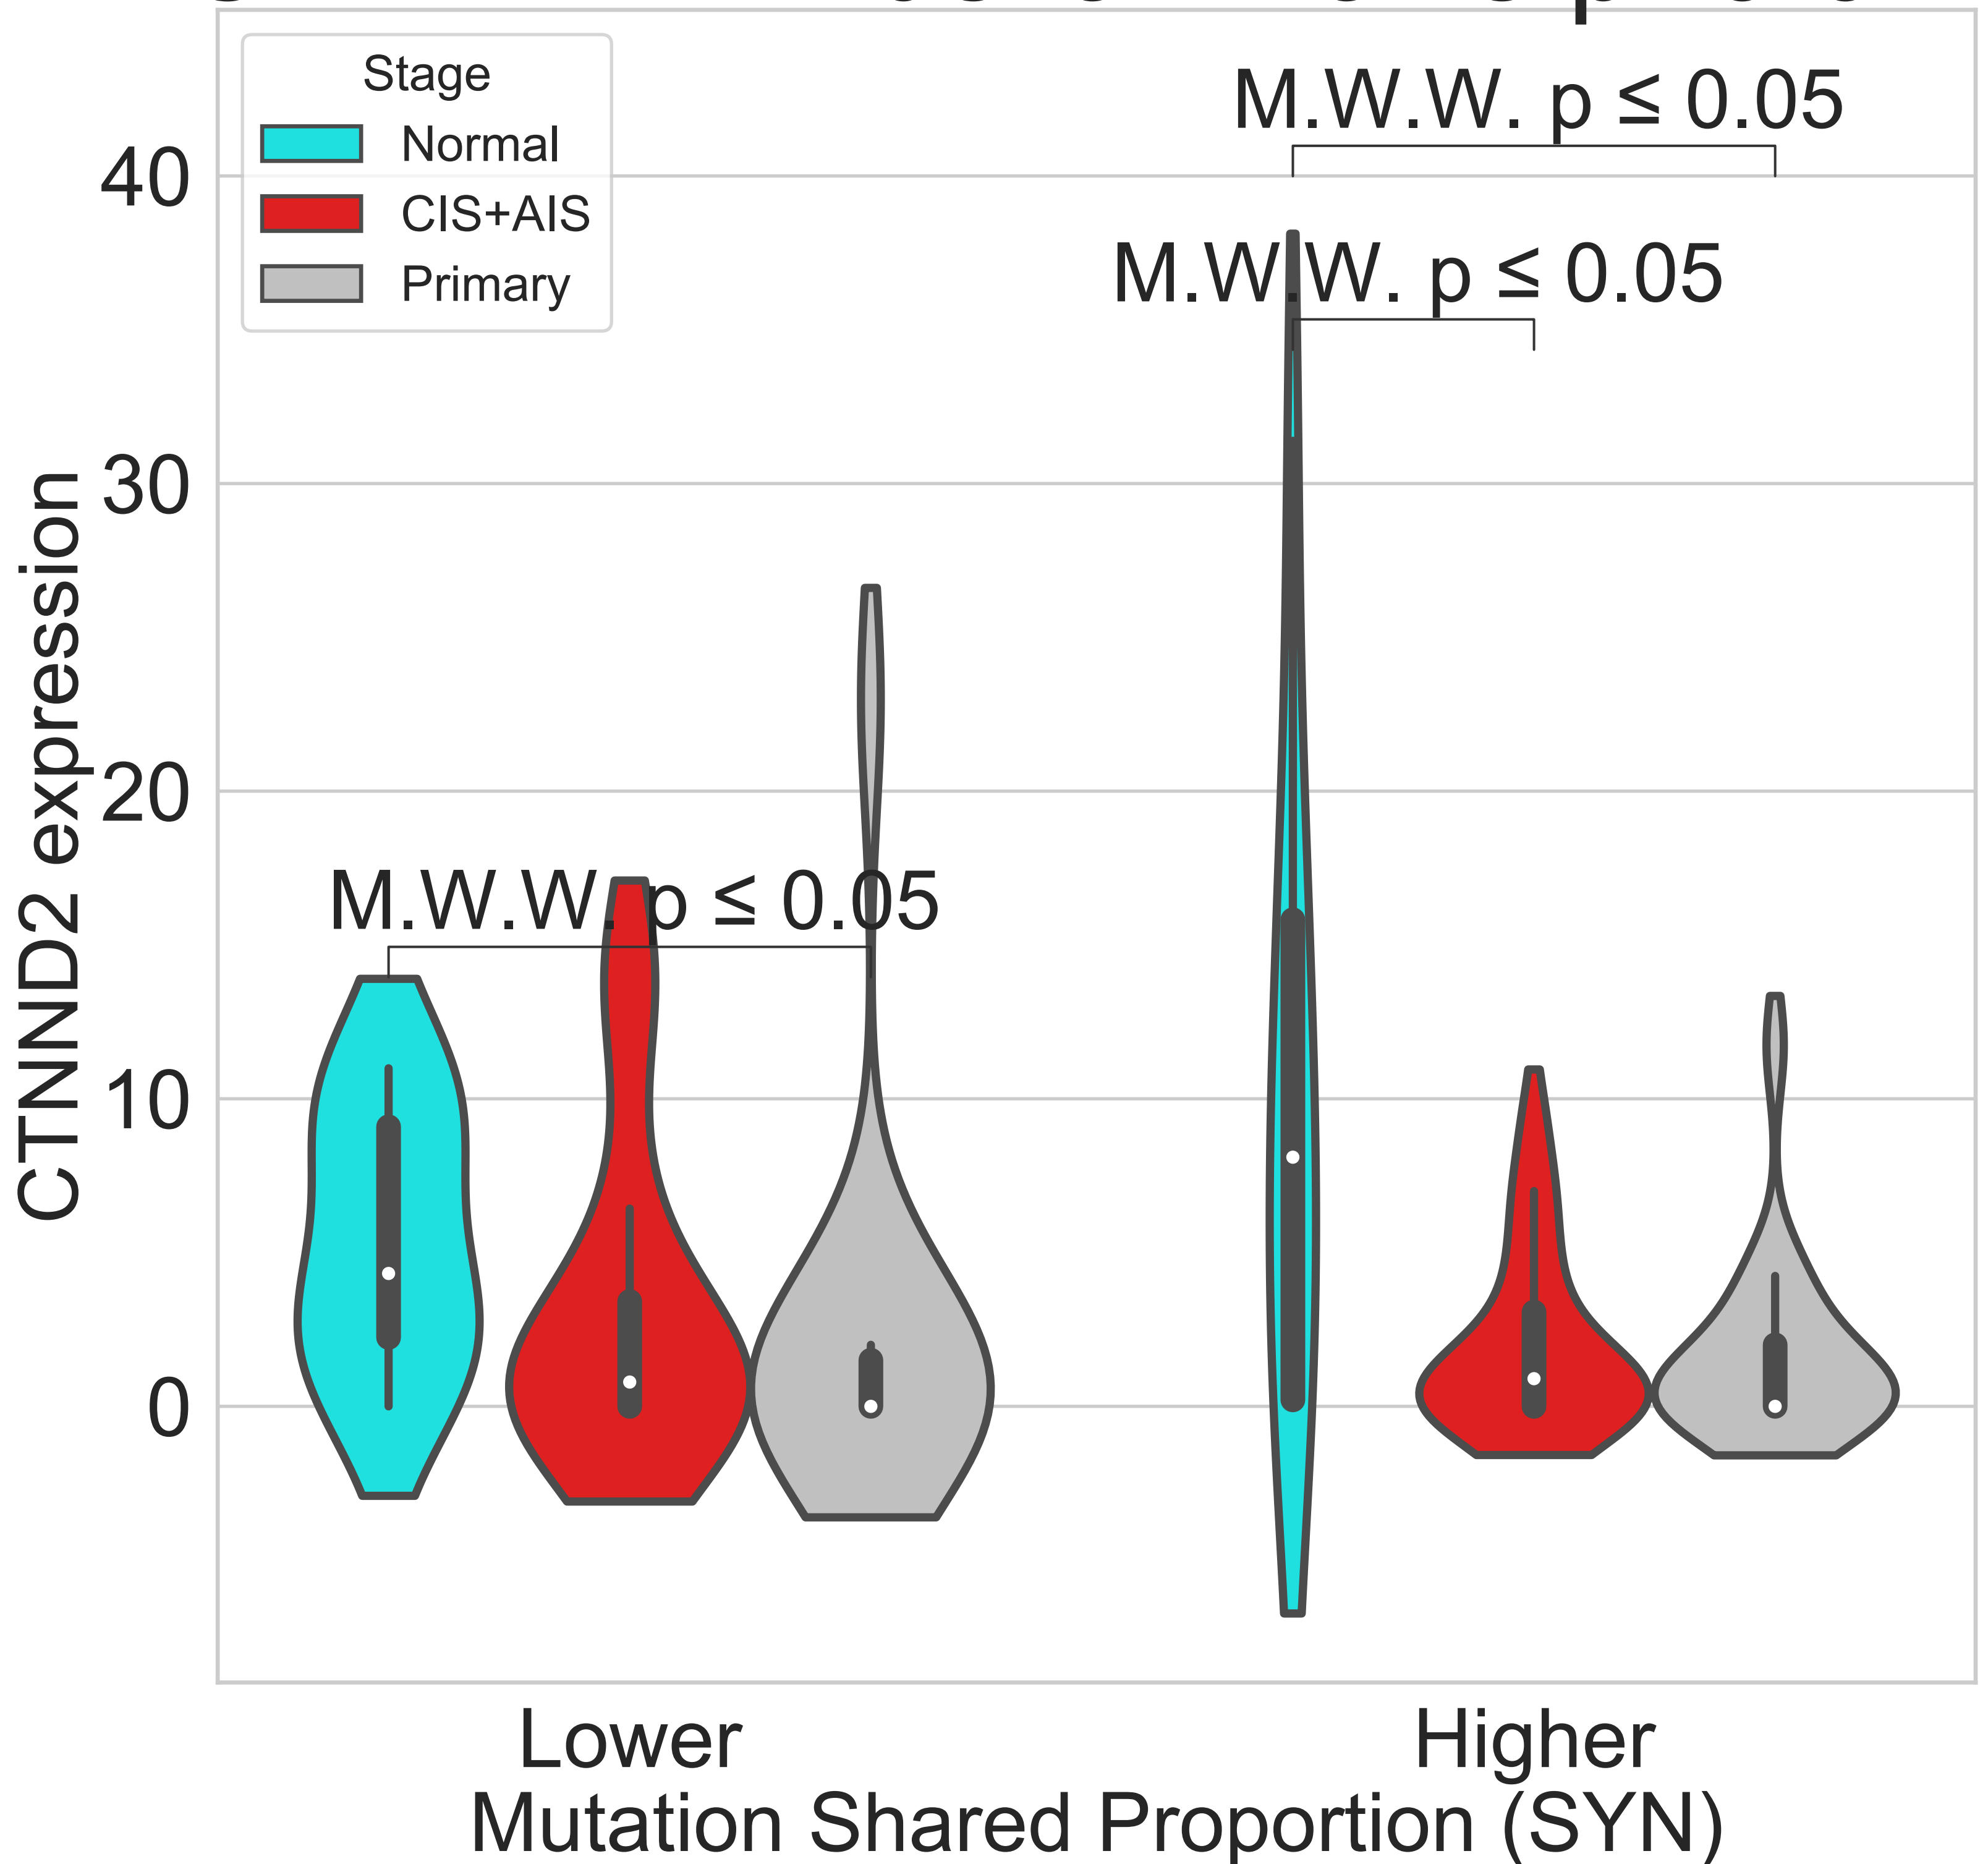 Stage
Normal
CIS+AIS
Primary
M.W.W. p ≤ 0.05
M.W.W. p ≤ 0.05
M.W.W. p ≤ 0.05
40
30
20
10
0
CTNND2 expression
Lower
Higher
Mutation Shared Proportion (SYN)